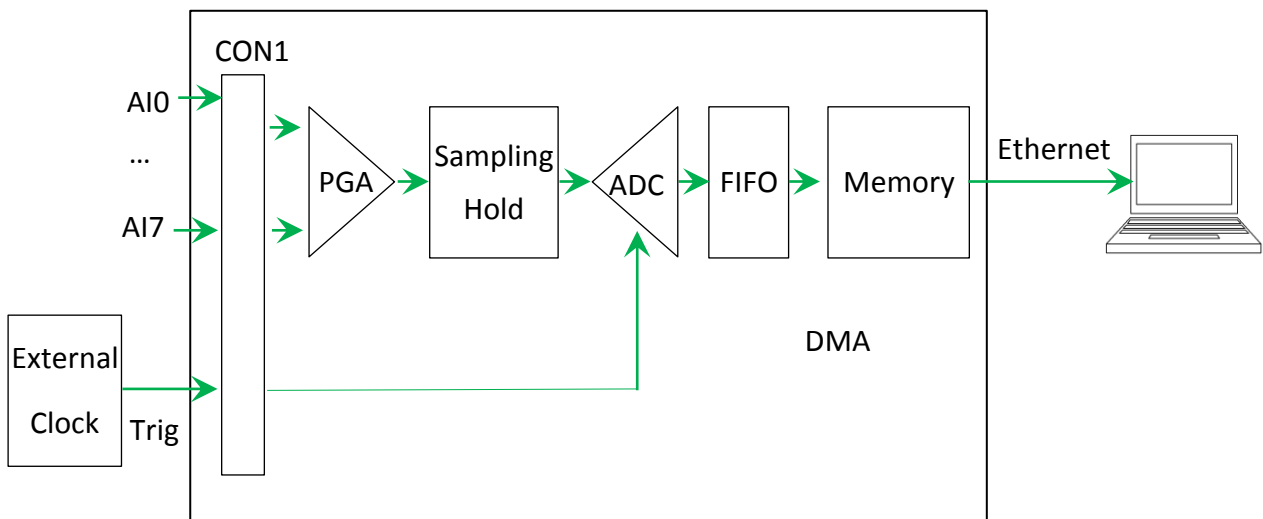 CON1
AI0
...
AI7
PGA
Sampling
Hold
ADC
FIFO
Memory
Ethernet
External
Clock
Trig
DMA